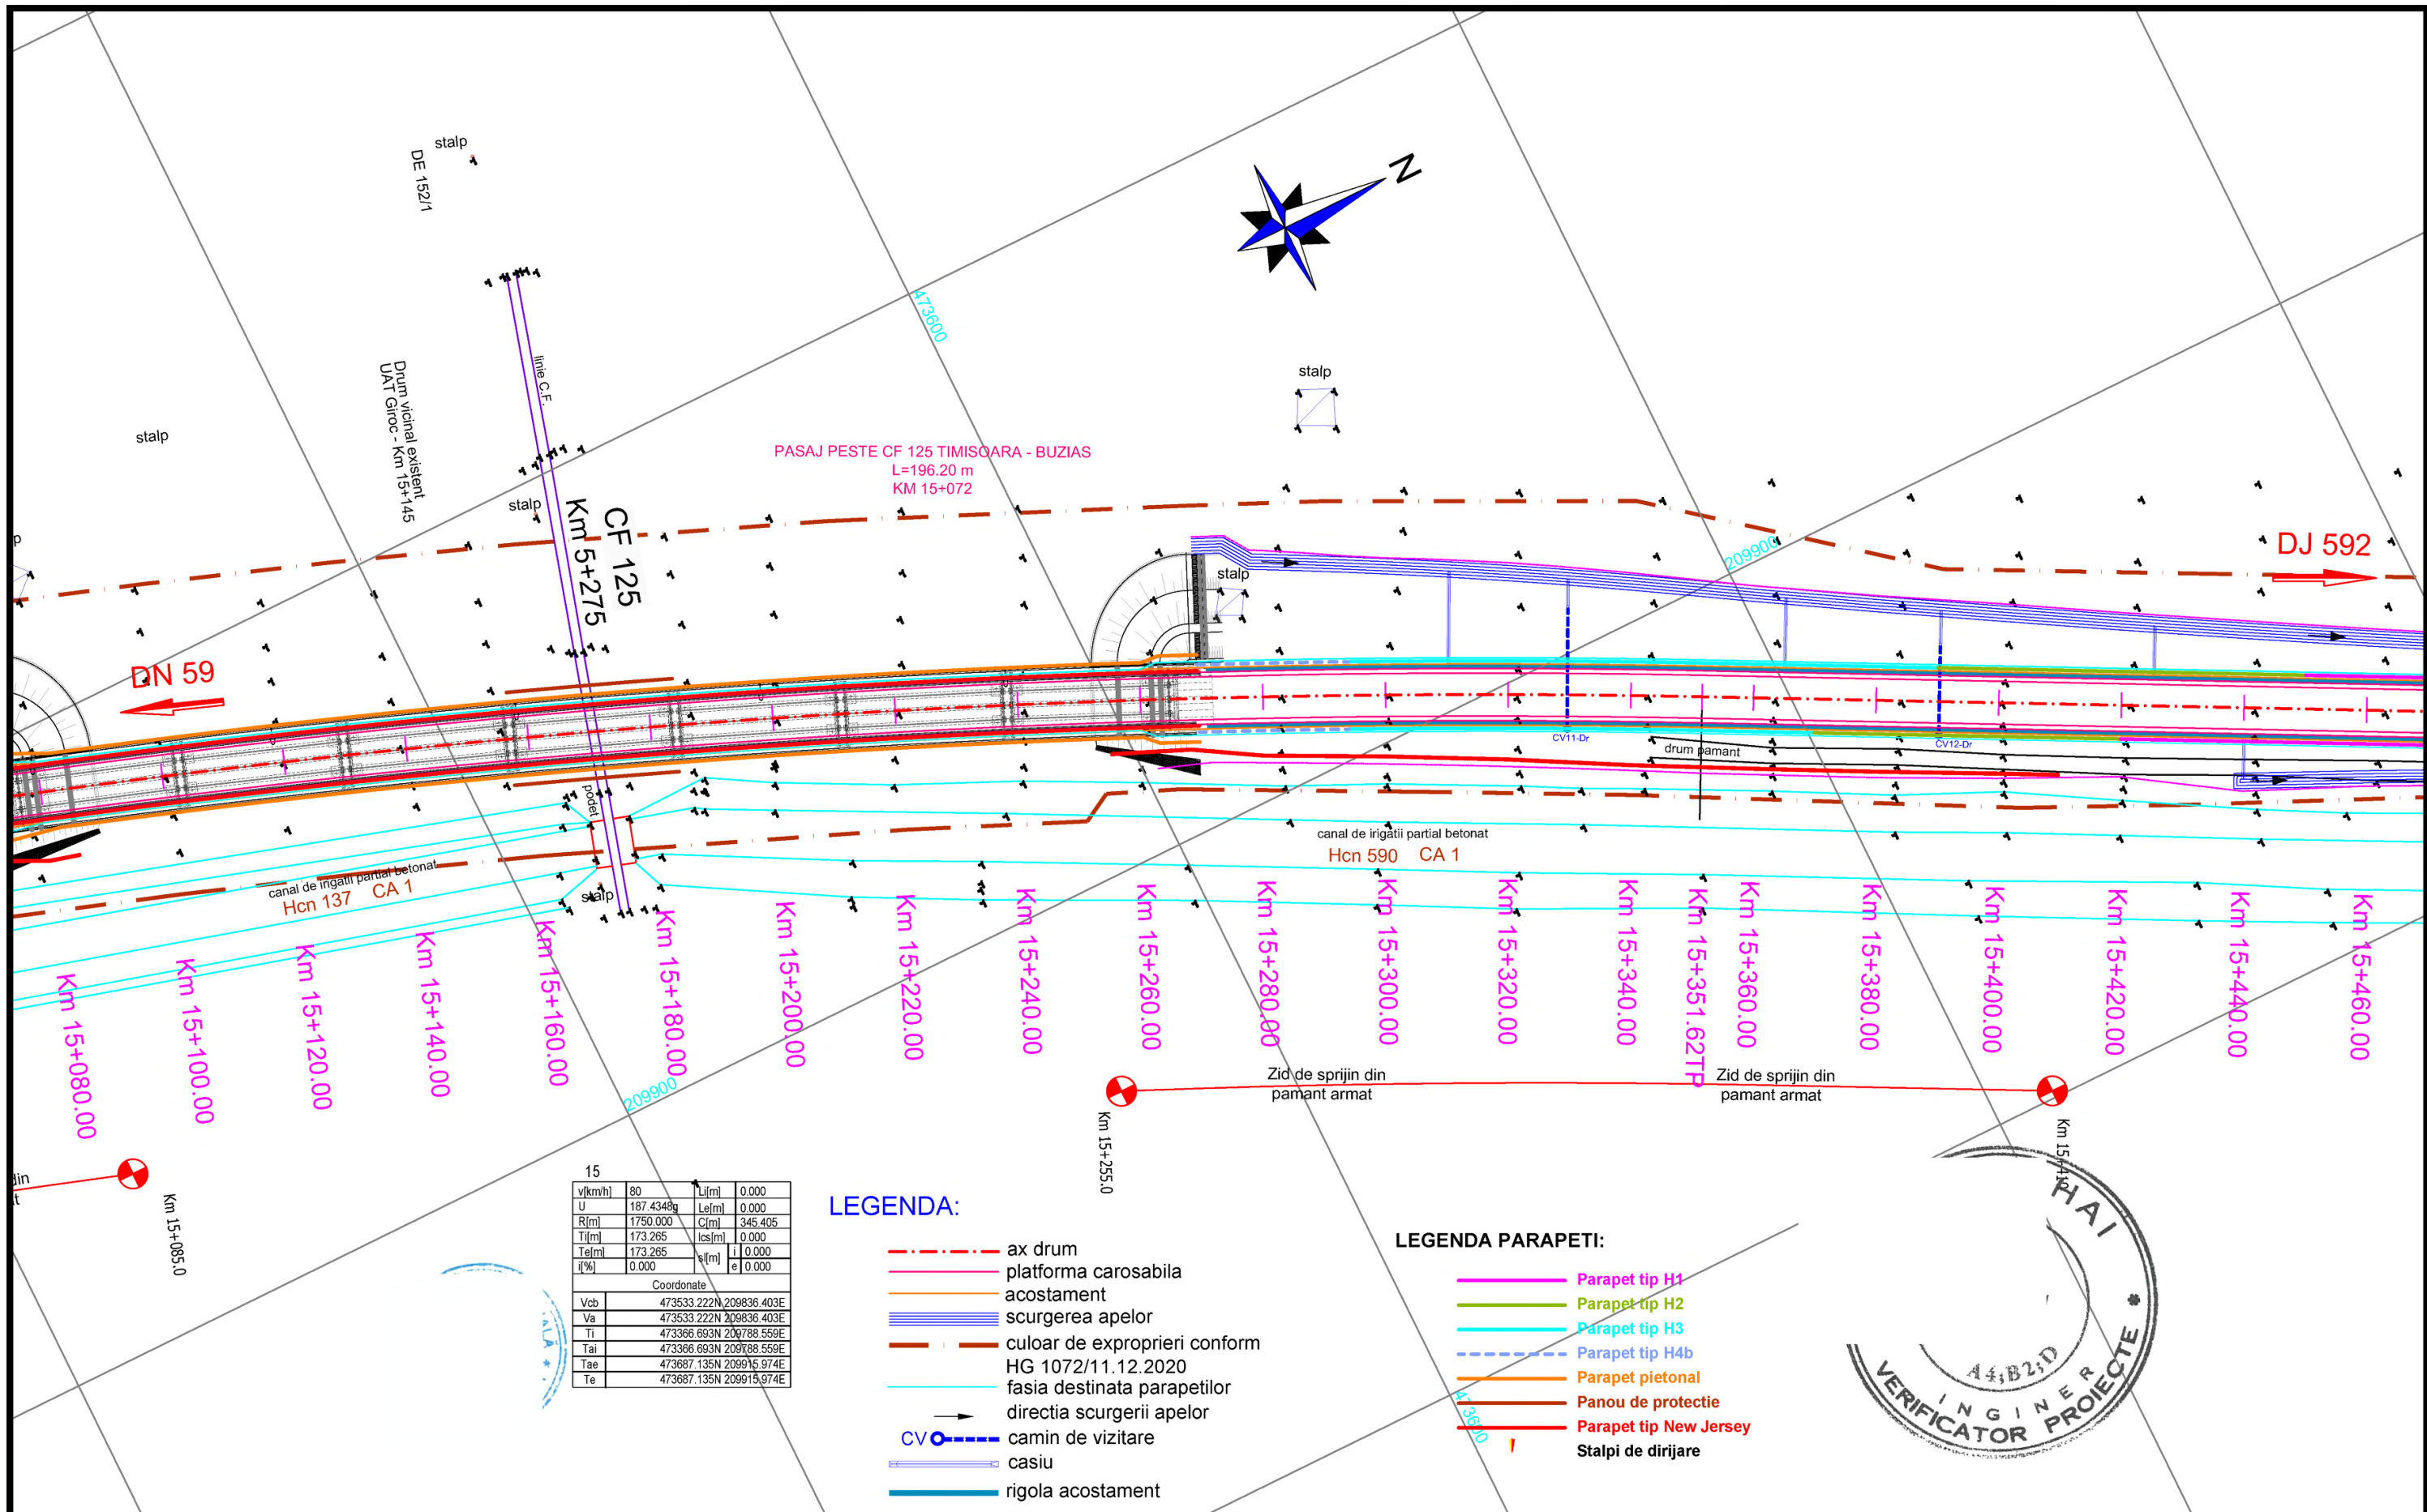 stalp
DE 152/1
N
473600
linie C.F.
Drum vicinal existent
UAT Giroc - Km 15+145
stalp
stalp
stalp
PASAJ PESTE CF 125 TIMISOARA - BUZIAS
L=196.20 m
KM 15+072
CF 125
Km 5+275
p
209900
DJ 592
stalp
DN 59
CV11-Dr
drum pamant
CV12-Dr
podet
canal de irigatii partial betonat
Hcn 590 CA 1
canal de irigatii partial betonat
Hcn 137 CA 1
stalp
Km 15+080.00
Km 15+100.00
Km 15+120.00
Km 15+140.00
Km 15+160.00
Km 15+180.00
Km 15+200.00
Km 15+220.00
Km 15+240.00
Km 15+260.00
Km 15+280.00
Km 15+300.00
Km 15+320.00
Km 15+340.00
Km 15+351.62TP
Km 15+360.00
Km 15+380.00
Km 15+400.00
Km 15+420.00
Km 15+440.00
Km 15+460.00
209900
Zid de sprijin din
pamant armat
Zid de sprijin din
pamant armat
Km 15+255.0
din
Km 15+085.0
15
v[km/h] 80 Li[m] 0.000
U 187.4348g Le[m] 0.000
R[m] 1750.000 C[m] 345.405
Ti[m] 173.265 lcs[m] 0.000
Te[m] 173.265 sl[m] i 0.000
i[%] 0.000 e 0.000
Coordonate
Vcb 473533.222N 209836.403E
Va 473533.222N 209836.403E
Ti 473366.693N 209788.559E
Tai 473366.693N 209788.559E
Tae 473687.135N 209915.974E
Te 473687.135N 209915.974E
LEGENDA:
ax drum
platforma carosabila
acostament
scurgerea apelor
culoar de exproprieri conform
HG 1072/11.12.2020
fasia destinata parapetilor
directia scurgerii apelor
CV camin de vizitare
casiu
rigola acostament
LEGENDA PARAPETI:
Parapet tip H1
Parapet tip H2
Parapet tip H3
Parapet tip H4b
Parapet pietonal
Panou de protectie
Parapet tip New Jersey
Stalpi de dirijare
473600
HAI
A4;B2;D
INGINER
VERIFICATOR PROIECTE *